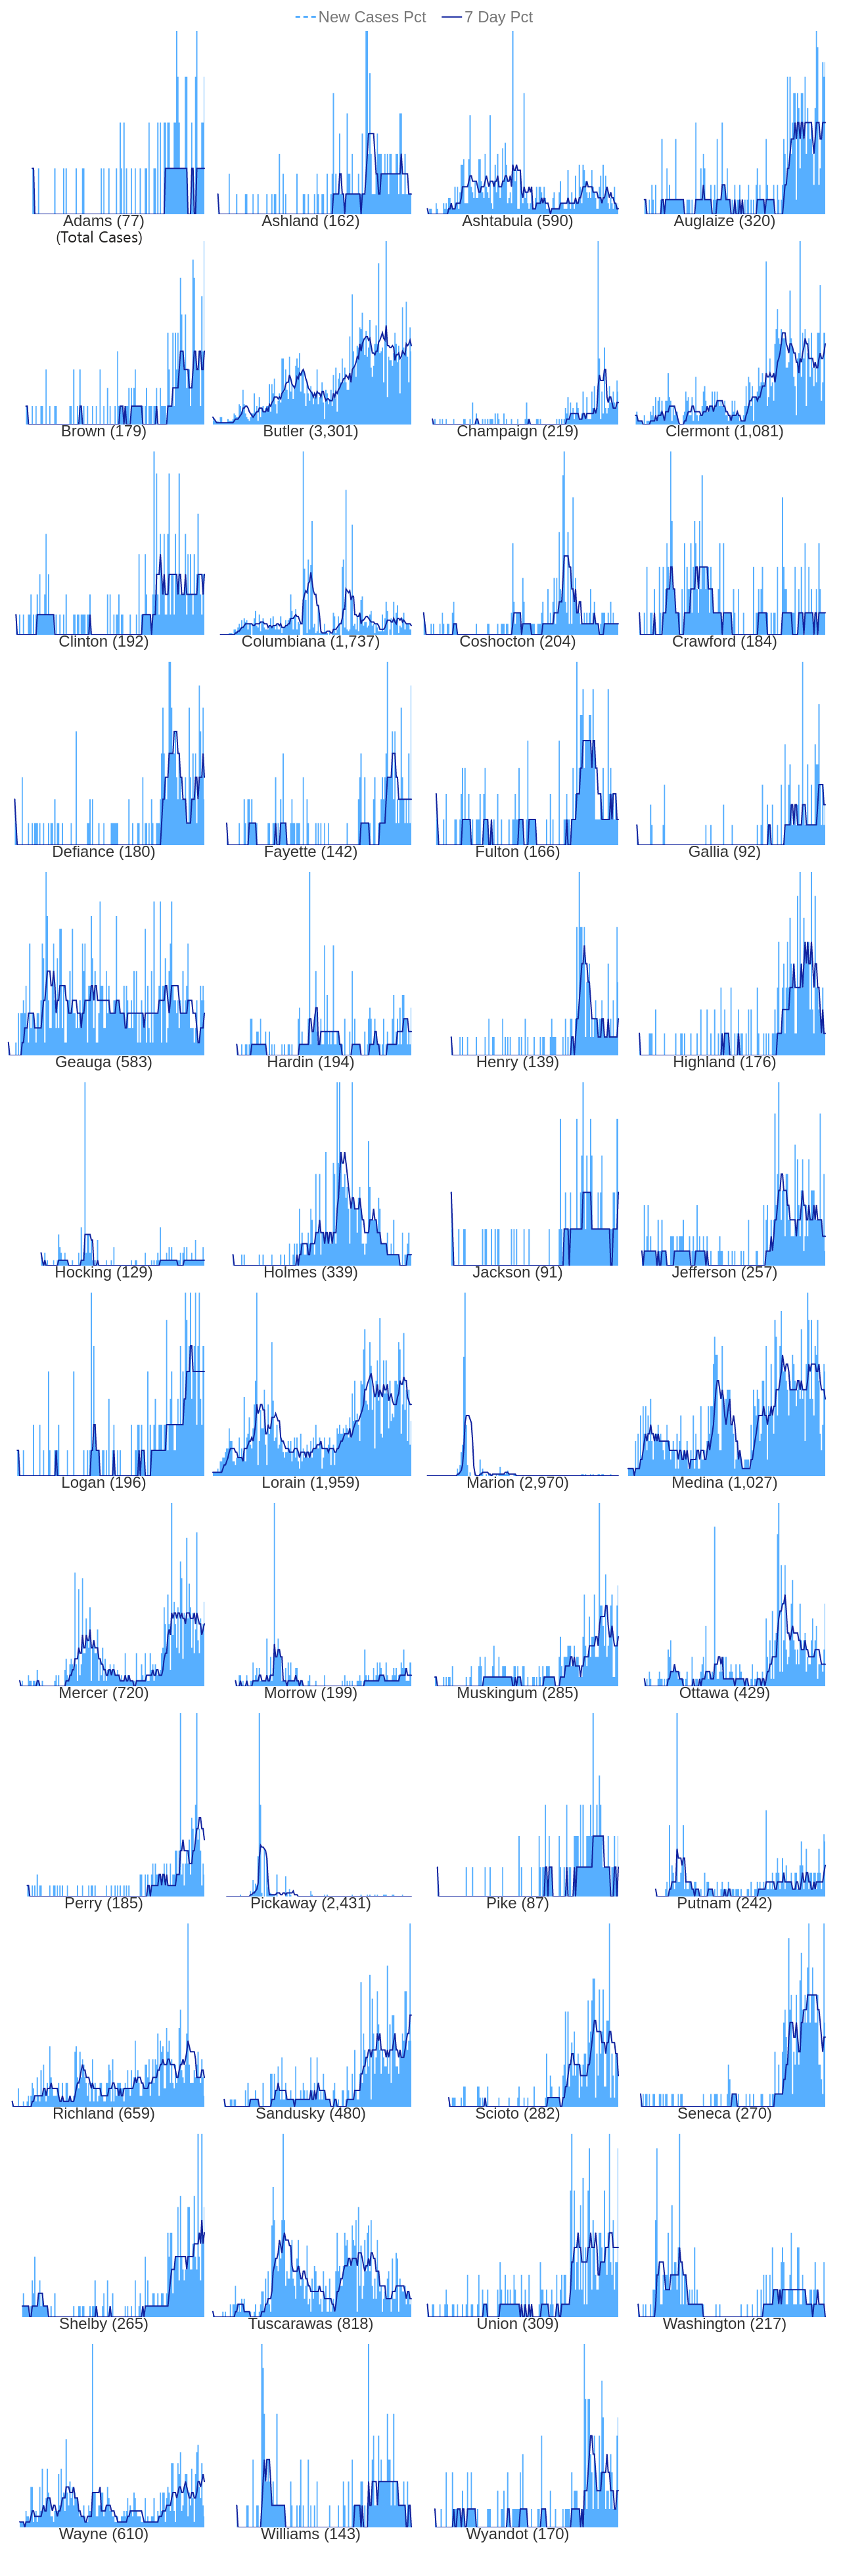 New Cases Pct 7 Day Pct
Adams (77) Ashland (162) Ashtabula (590) Auglaize (320)
(Total Cases)
Brown (179) Butler (3,301) Champaign (219) Clermont (1,081)
Clinton (192) Columbiana (1,737) Coshocton (204) Crawford (184)
Defiance (180) Fayette (142) Fulton (166) Gallia (92)
Geauga (583) Hardin (194) Henry (139) Highland (176)
Hocking (129) Holmes (339) Jackson (91) Jefferson (257)
Logan (196) Lorain (1,959) Marion (2,970) Medina (1,027)
Mercer (720) Morrow (199) Muskingum (285) Ottawa (429)
Perry (185) Pickaway (2,431) Pike (87) Putnam (242)
Richland (659) Sandusky (480) Scioto (282) Seneca (270)
Shelby (265) Tuscarawas (818) Union (309) Washington (217)
Wayne (610) Williams (143) Wyandot (170)